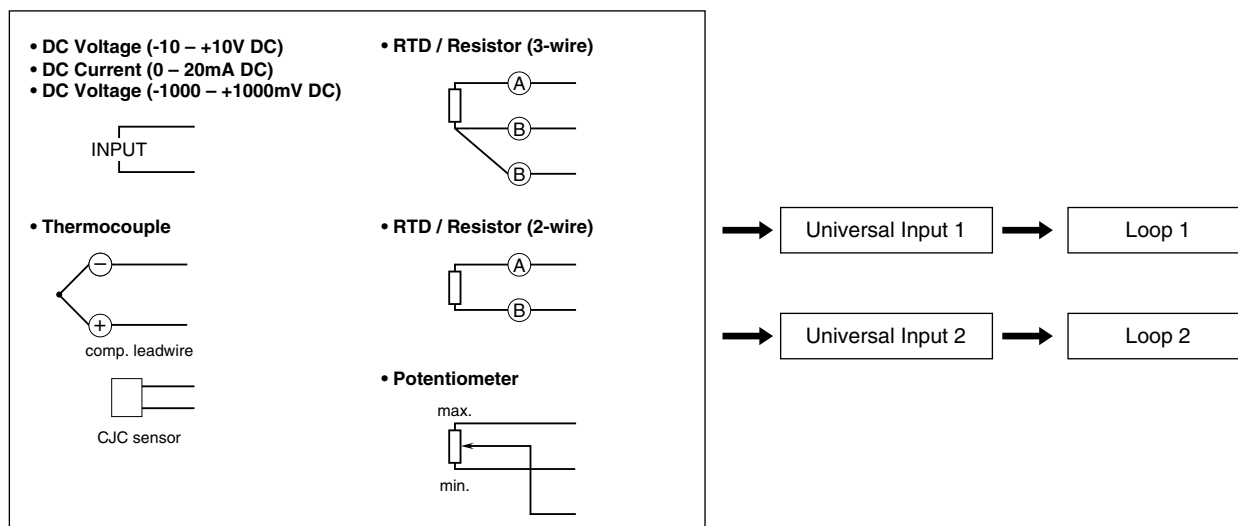 • DC Voltage (-10 – +10V DC)
• DC Current (0 – 20mA DC)
• DC Voltage (-1000 – +1000mV DC)
INPUT
• Thermocouple
−
+
comp. leadwire
CJC sensor
• RTD / Resistor (3-wire)
A
B
B
• RTD / Resistor (2-wire)
A
B
• Potentiometer
max.
min.
Universal Input 1
Loop 1
Universal Input 2
Loop 2